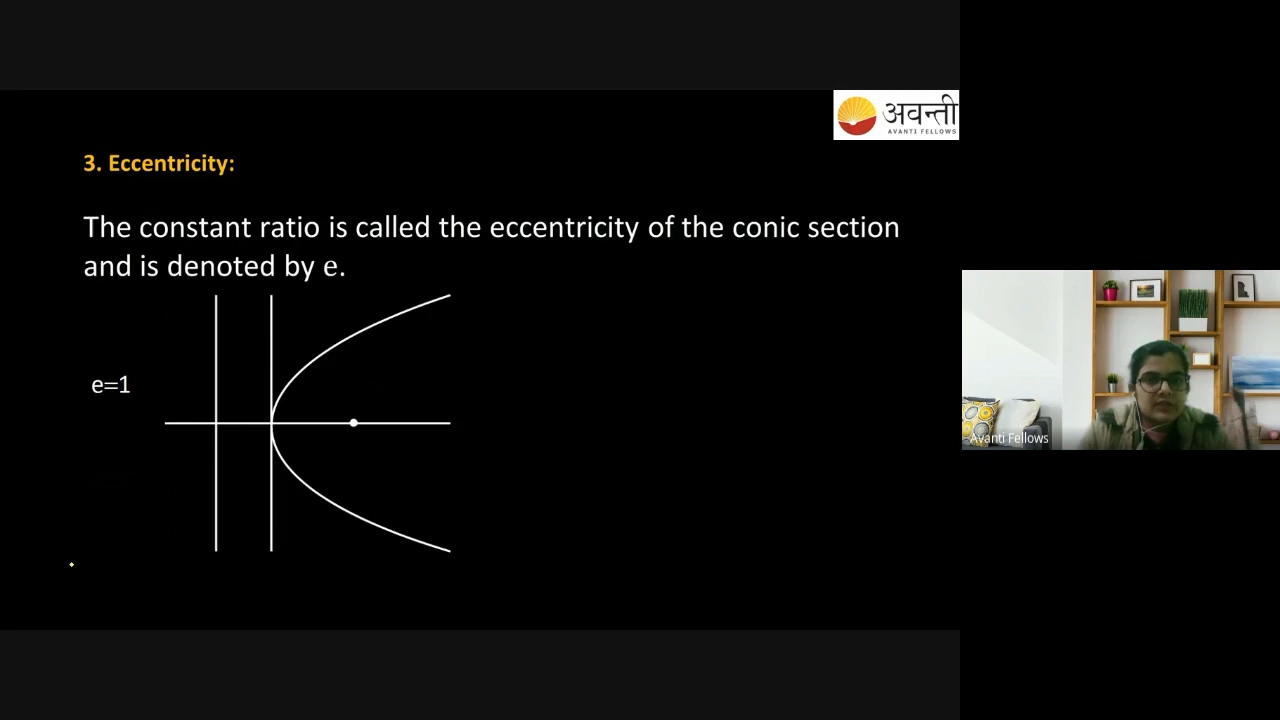 अवन्ती
AVANTI FELLOWS
3. Eccentricity:
The constant ratio is called the eccentricity of the conic section
and is denoted by e.
e=1
Avanti Fellows